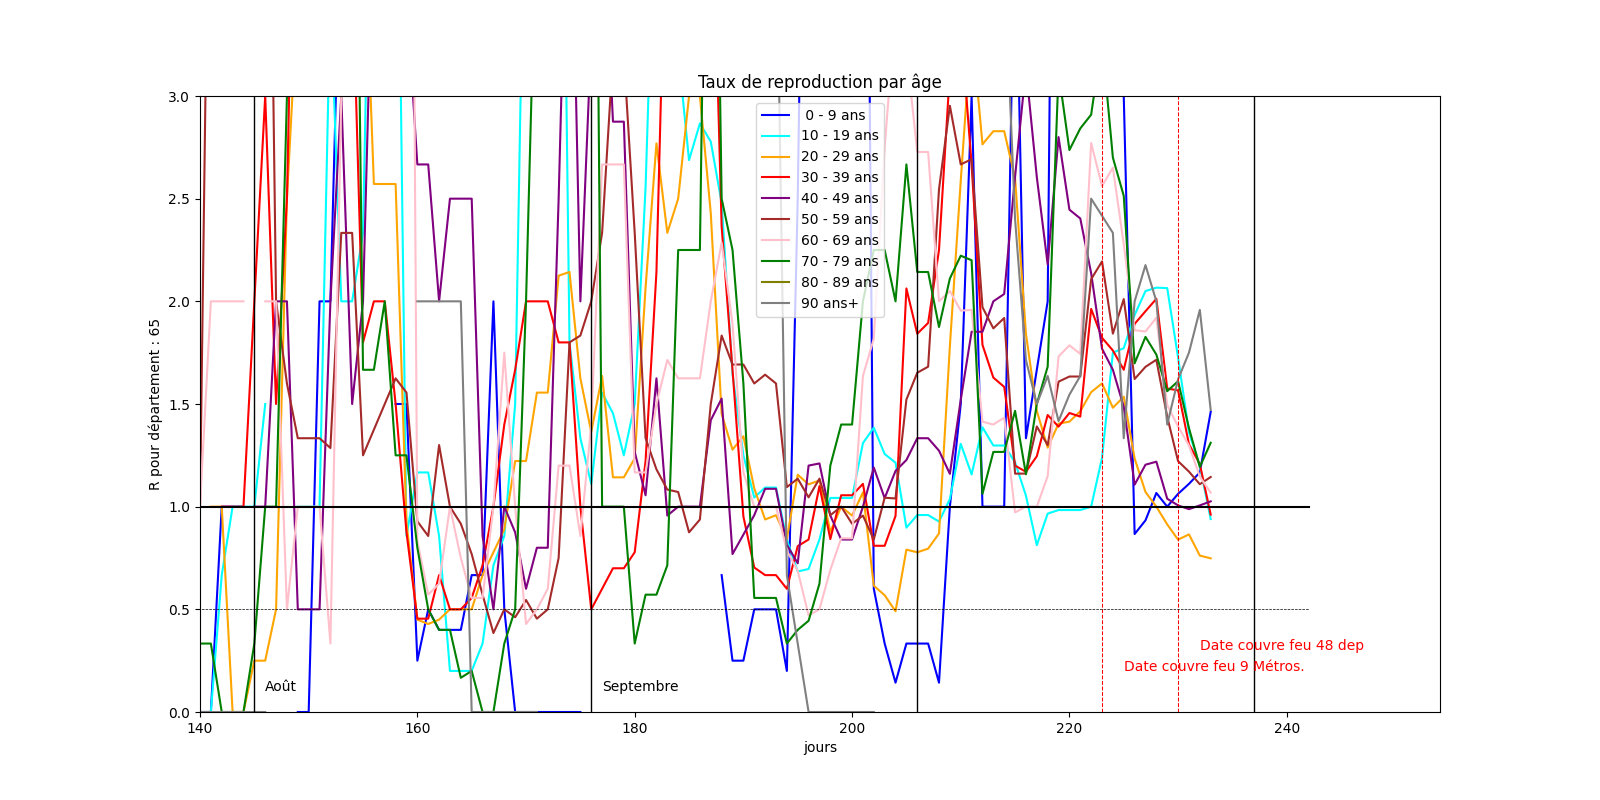 Taux de reproduction par âge
R pour département : 65
3.0
2.5
2.0
1.5
1.0
0.5
0.0
0 - 9 ans
10 - 19 ans
20 - 29 ans
30 - 39 ans
40 - 49 ans
50 - 59 ans
60 - 69 ans
70 - 79 ans
80 - 89 ans
90 ans+
Date couvre feu 48 dep
Date couvre feu 9 Métros.
Août
Septembre
140
160
180
200
220
240
jours